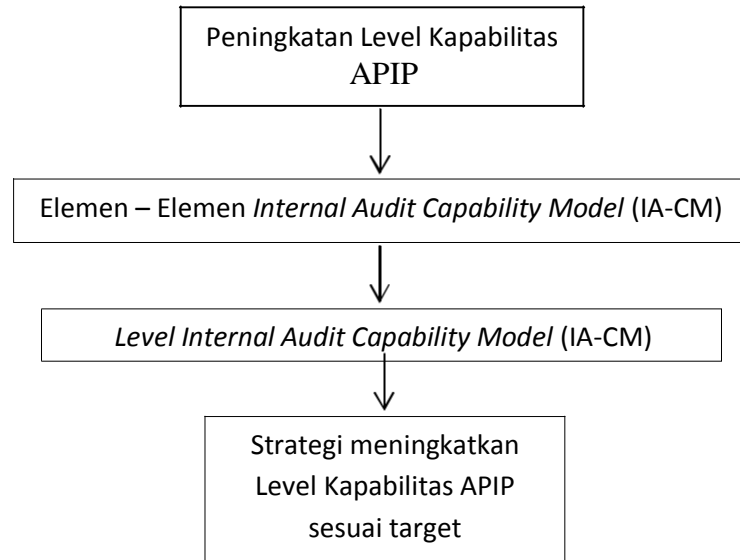 Peningkatan Level Kapabilitas
APIP
Elemen – Elemen Internal Audit Capability Model (IA-CM)
Level Internal Audit Capability Model (IA-CM)
Strategi meningkatkan
Level Kapabilitas APIP
sesuai target